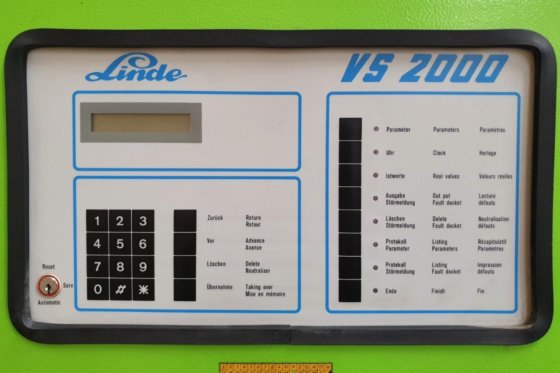 Linde
VS 2000
Parameter Parameters Paramètres
Uhr Clock Horloge
Istwerte Real values Valeurs réelles
Ausgabe Out put Lecture
Störmeldung Fault docket défauts
Löschen Delete Neutralisation
Störmeldung Fault docket défauts
Protokoll Listing Récapitulatif
Parameter Parameters Paramètres
Protokoll Listing Impression
Störmeldung Fault docket défauts
Ende Finish Fin
1 2 3
4 5 6
7 8 9
0 # *
Zurück Return
Retour
Vor Advance
Avance
Löschen Delete
Neutraliser
Übernahme Taking over
Mise en mémoire
Reset
Serv
Automatic